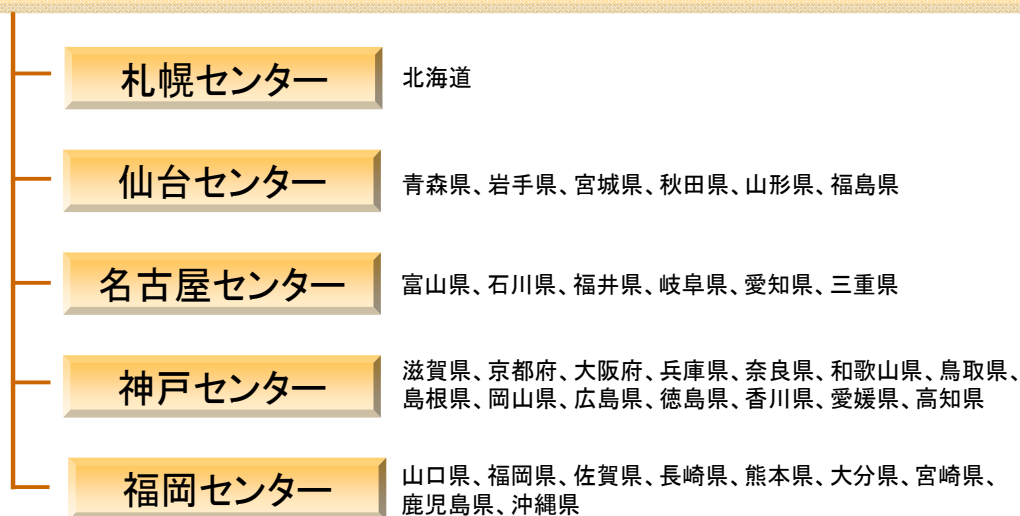 札幌センター
北海道
仙台センター
青森県、岩手県、宮城県、秋田県、山形県、福島県
名古屋センター
富山県、石川県、福井県、岐阜県、愛知県、三重県
神戸センター
滋賀県、京都府、大阪府、兵庫県、奈良県、和歌山県、鳥取県、
島根県、岡山県、広島県、徳島県、香川県、愛媛県、高知県
福岡センター
山口県、福岡県、佐賀県、長崎県、熊本県、大分県、宮崎県、
鹿児島県、沖縄県